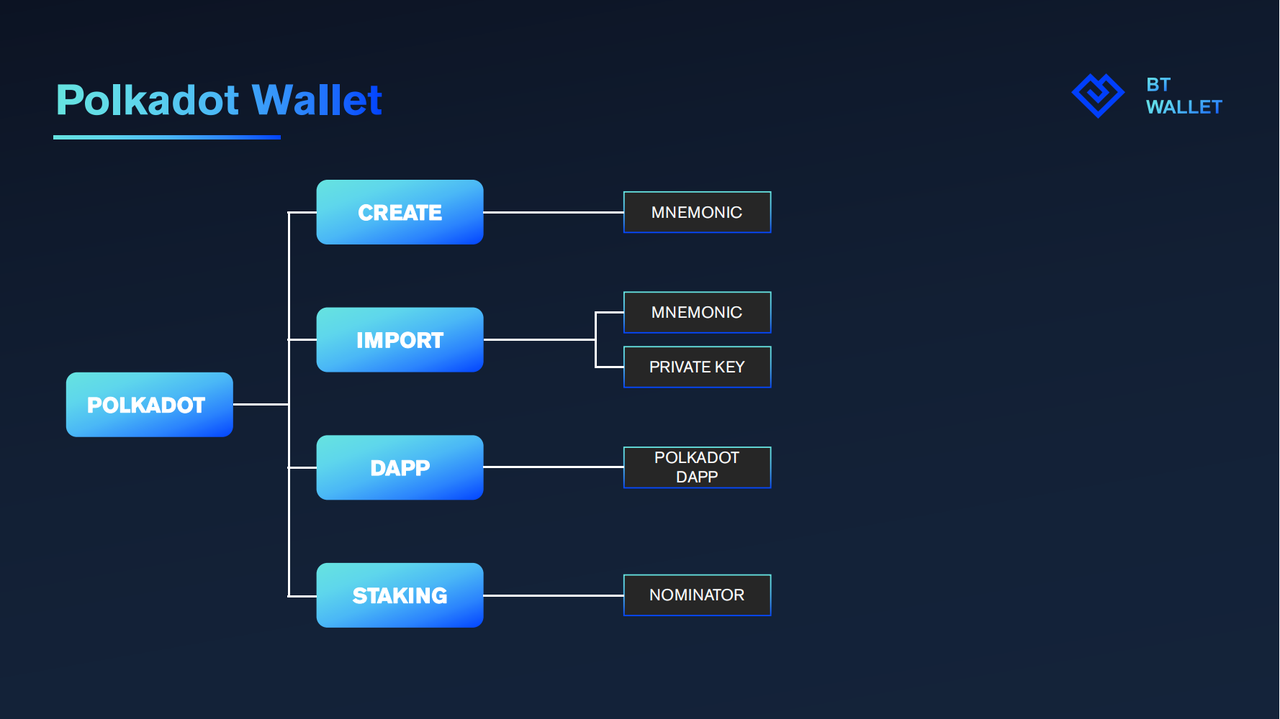 Polkadot Wallet
BT
WALLET
CREATE
MNEMONIC
IMPORT
MNEMONIC
PRIVATE KEY
POLKADOT
DAPP
POLKADOT
DAPP
STAKING
NOMINATOR